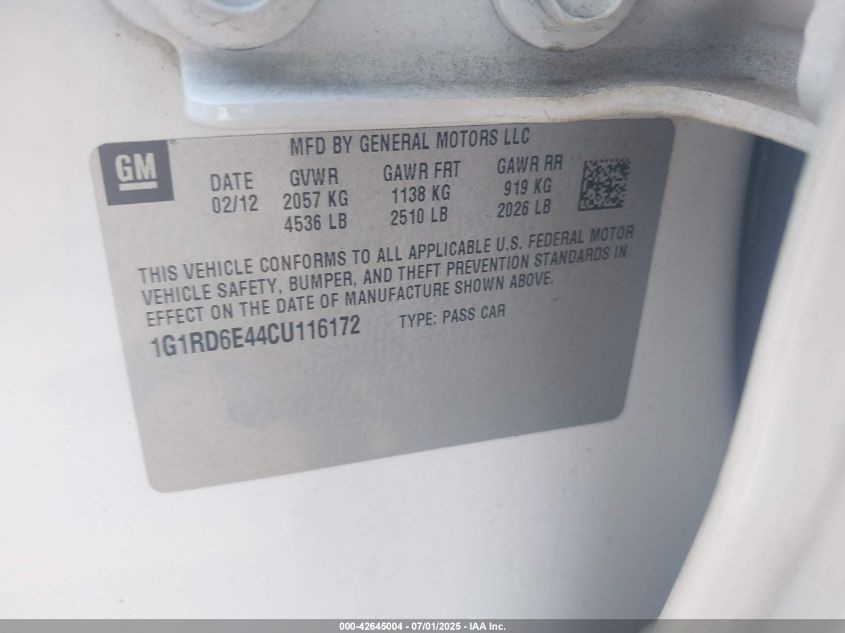 GM
MFD BY GENERAL MOTORS LLC
DATE GVWR GAWR FRT GAWR RR
02/12 2057 KG 1138 KG 919 KG
4536 LB 2510 LB 2026 LB
THIS VEHICLE CONFORMS TO ALL APPLICABLE U.S. FEDERAL MOTOR
VEHICLE SAFETY, BUMPER, AND THEFT PREVENTION STANDARDS IN
EFFECT ON THE DATE OF MANUFACTURE SHOWN ABOVE.
1G1RD6E44CU116172 TYPE: PASS CAR
000-42645004 / 07/01/2025 - IAA Inc.